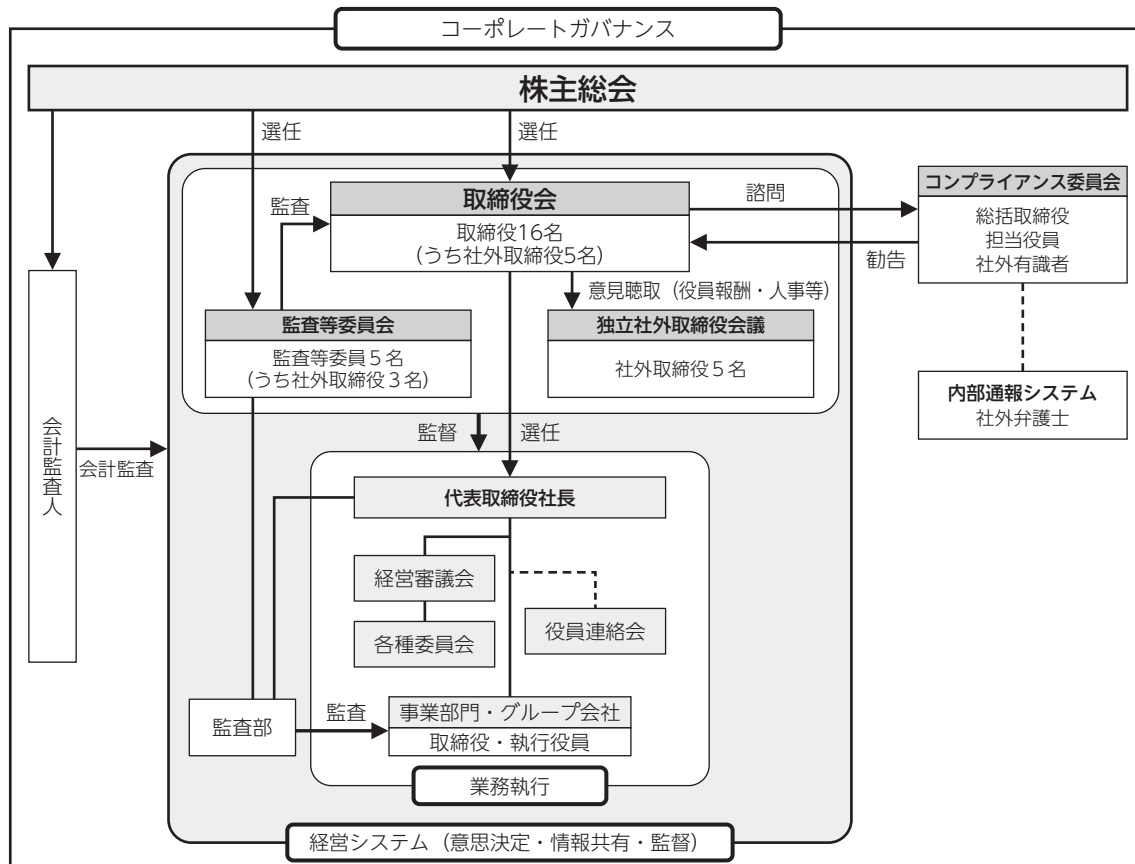 コーポレートガバナンス
株主総会
選任
選任
取締役会
取締役16名
(うち社外取締役5名)
監査
諮問
勧告
コンプライアンス委員会
総括取締役
担当役員
社外有識者
意見聴取（役員報酬・人事等）
監査等委員会
監査等委員５名
(うち社外取締役３名)
独立社外取締役会議
社外取締役５名
内部通報システム
社外弁護士
会計監査人
会計監査
監督
選任
代表取締役社長
経営審議会
各種委員会
役員連絡会
監査部
監査
事業部門・グループ会社
取締役・執行役員
業務執行
経営システム（意思決定・情報共有・監督）